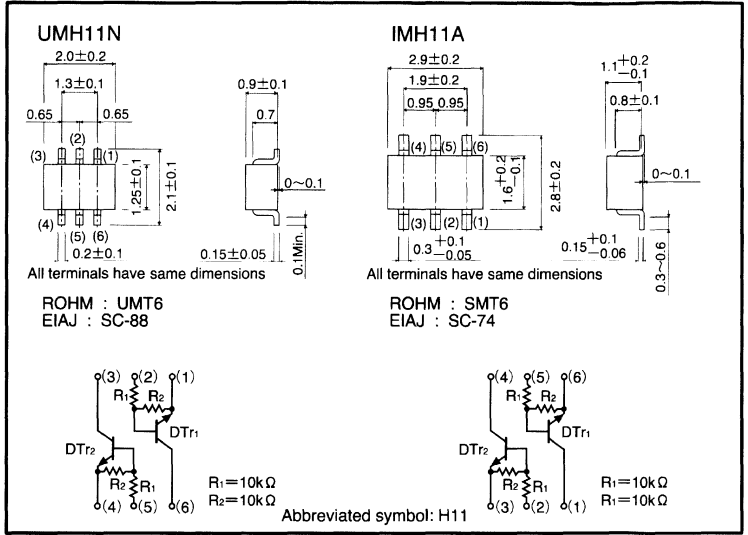 UMH11N
2.0±0.2
1.3±0.1
0.65
0.65
(2)
(3)
(1)
1.25±0.1
2.1±0.1
(4)
(5)
(6)
0.2±0.1
0.9±0.1
0.7
0~0.1
0.15±0.05
0.1Min.
All terminals have same dimensions
ROHM : UMT6
EIAJ : SC-88
IMH11A
2.9±0.2
1.9±0.2
0.95
0.95
(4)
(5)
(6)
1.6+0.2
−0.1
2.8±0.2
(3)
(2)
(1)
0.3+0.1
−0.05
1.1+0.2
−0.1
0.8±0.1
0~0.1
0.15+0.1
−0.06
0.3~0.6
All terminals have same dimensions
ROHM : SMT6
EIAJ : SC-74
(3)
(2)
(1)
R1
R2
DTr1
DTr2
R2
R1
(4)
(5)
(6)
R1=10kΩ
R2=10kΩ
(4)
(5)
(6)
R1
R2
DTr1
DTr2
R2
R1
(3)
(2)
(1)
R1=10kΩ
R1=10kΩ
Abbreviated symbol: H11